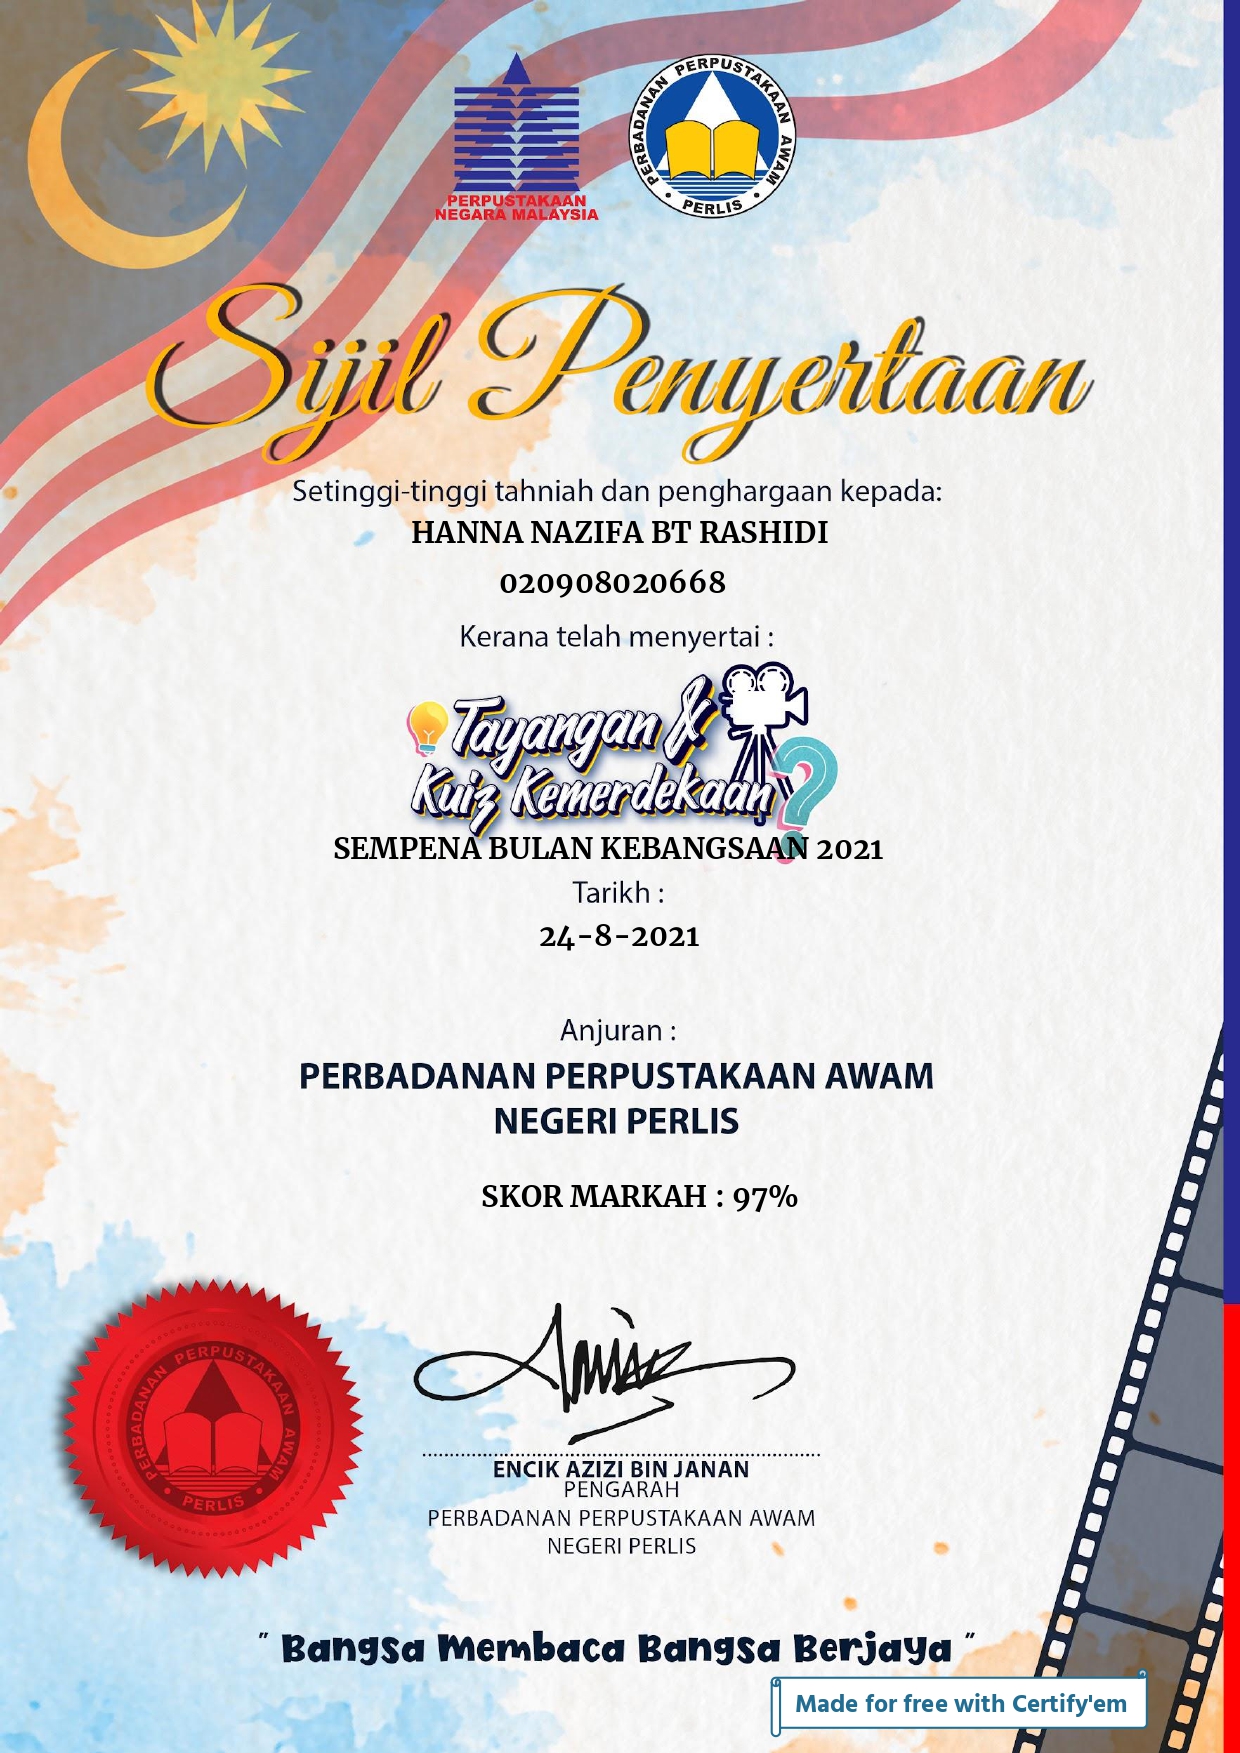 PERPUSTAKAAN
NEGARA MALAYSIA
PERBADANAN PERPUSTAKAAN AWAM
• PERLIS •
Sijil Penyertaan
Setinggi-tinggi tahniah dan penghargaan kepada:
HANNA NAZIFA BT RASHIDI
020908020668
Kerana telah menyertai :
Tayangan &
Kuiz Kemerdekaan
?
SEMPENA BULAN KEBANGSAAN 2021
Tarikh :
24-8-2021
Anjuran :
PERBADANAN PERPUSTAKAAN AWAM
NEGERI PERLIS
SKOR MARKAH : 97%
PERBADANAN PERPUSTAKAAN AWAM
• PERLIS •
ENCIK AZIZI BIN JANAN
PENGARAH
PERBADANAN PERPUSTAKAAN AWAM
NEGERI PERLIS
" Bangsa Membaca Bangsa Berjaya "
Made for free with Certify'em